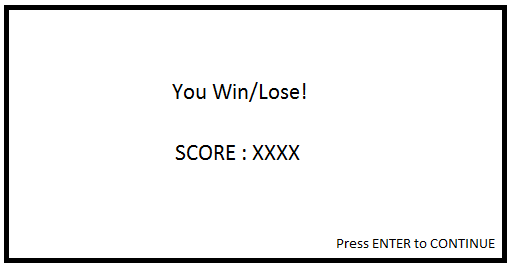 You Win/Lose!
SCORE : XXXX
Press ENTER to CONTINUE